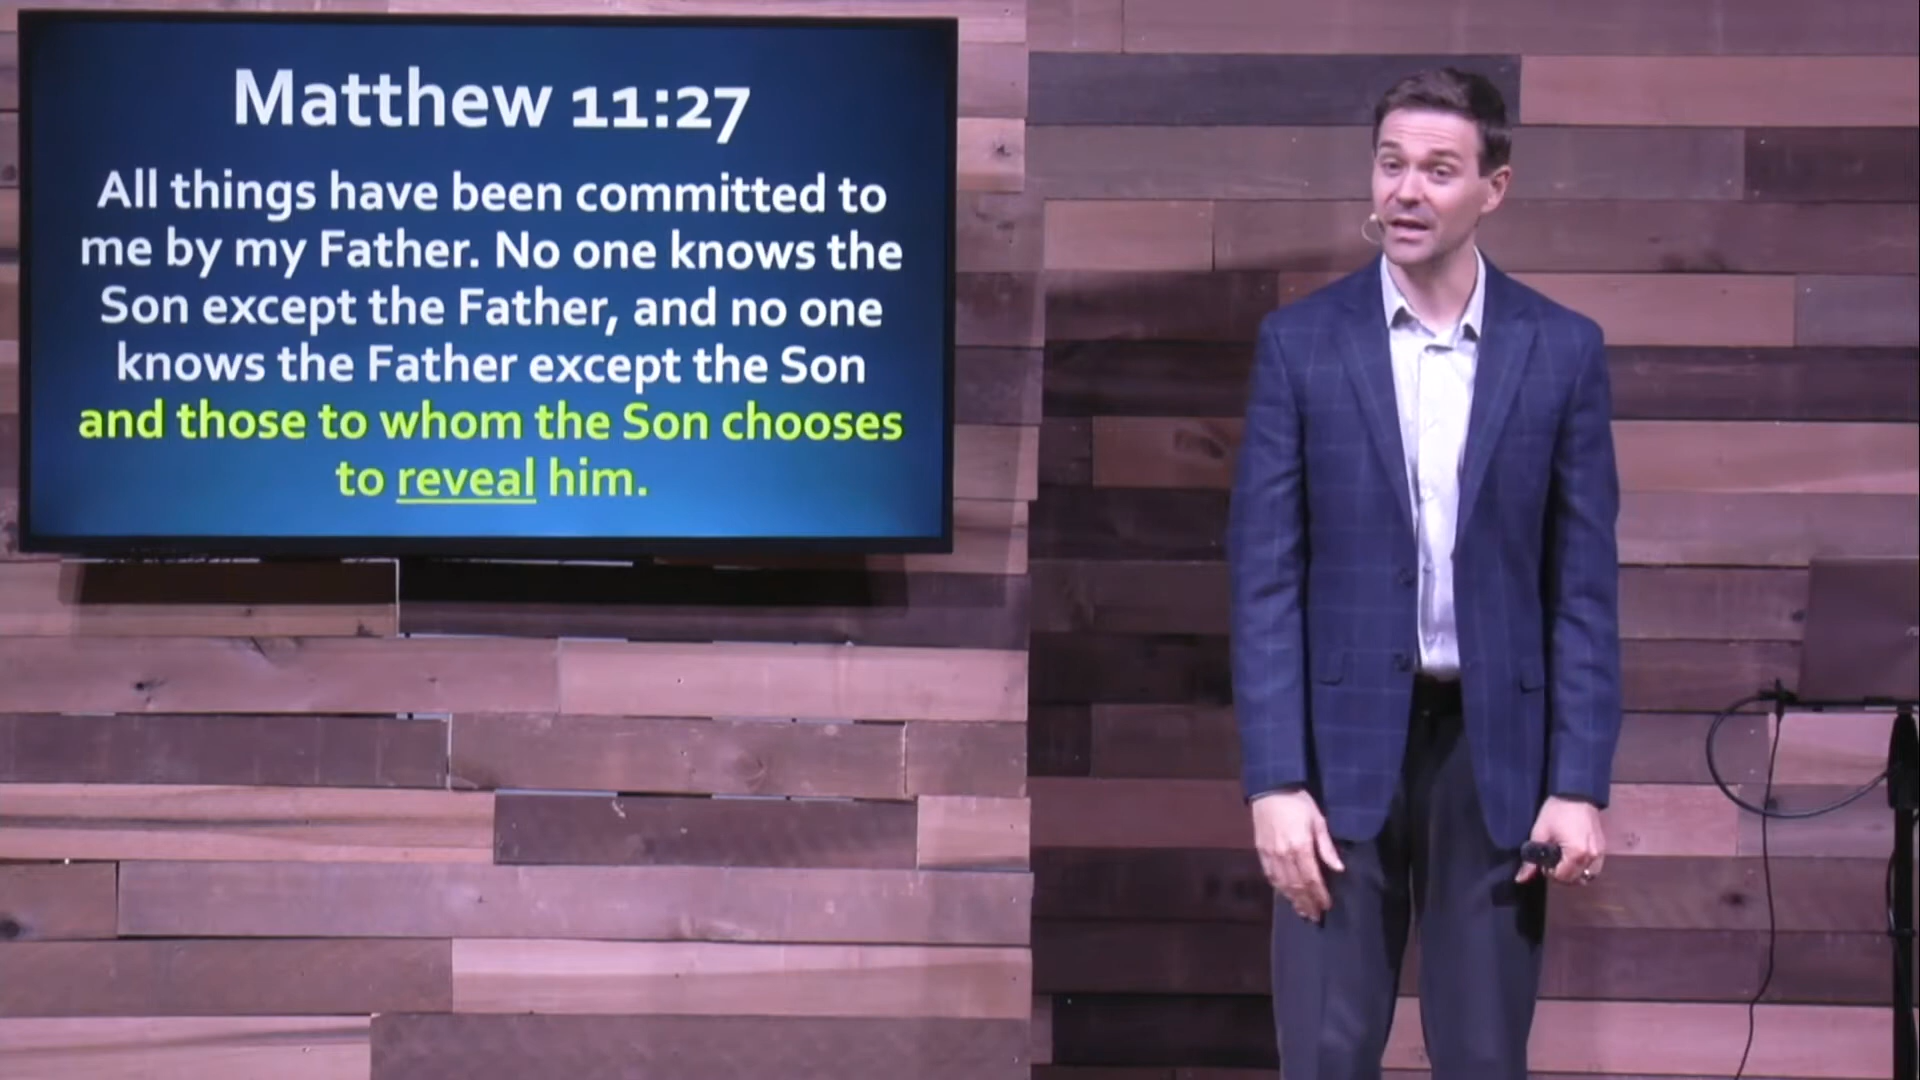 Matthew 11:27
All things have been committed to
me by my Father. No one knows the
Son except the Father, and no one
knows the Father except the Son
and those to whom the Son chooses
to reveal him.